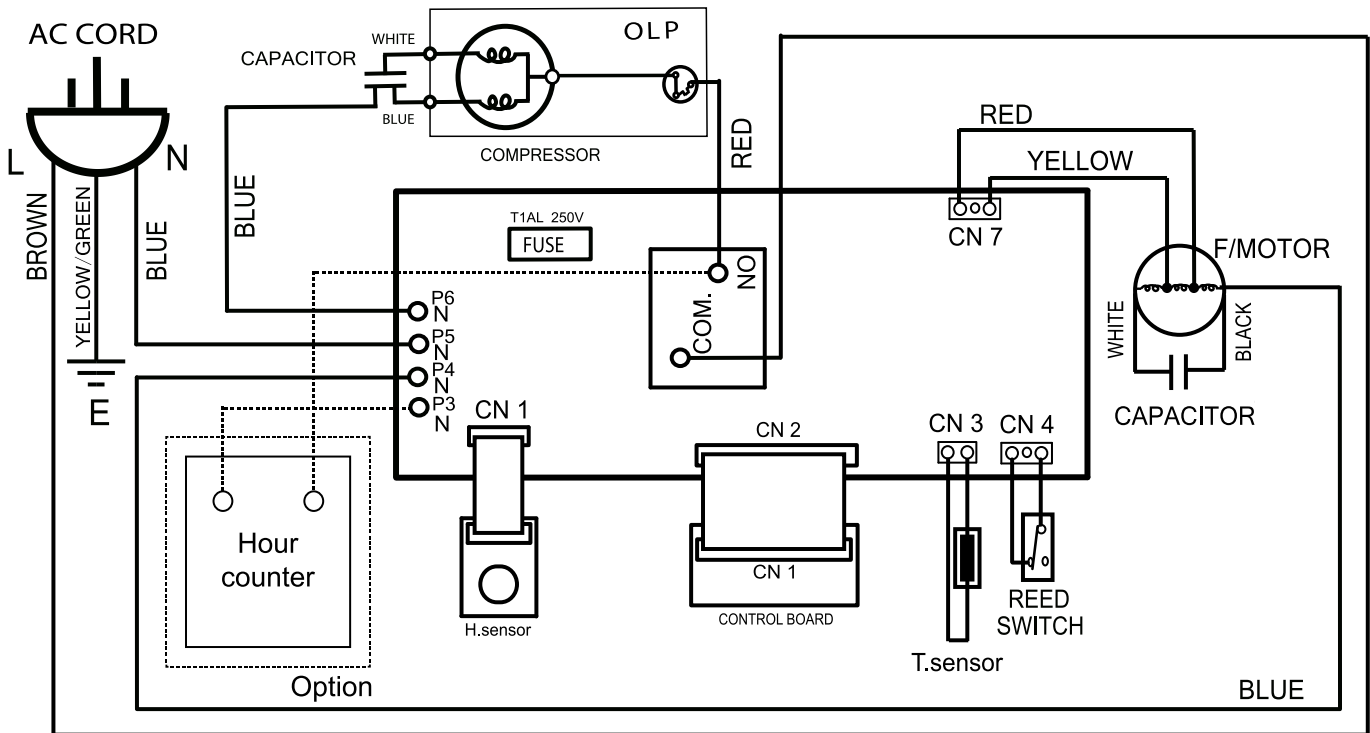 AC CORD
L
N
BROWN
YELLOW/GREEN
BLUE
E
CAPACITOR
WHITE
BLUE
OLP
COMPRESSOR
BLUE
RED
T1AL 250V
FUSE
NO
COM.
P6
N
P5
N
P4
N
P3
N
RED
YELLOW
CN 7
F/MOTOR
WHITE
BLACK
CAPACITOR
CN 1
CN 2
CN 3
CN 4
Hour
counter
Option
H.sensor
CN 1
CONTROL BOARD
T.sensor
REED
SWITCH
BLUE